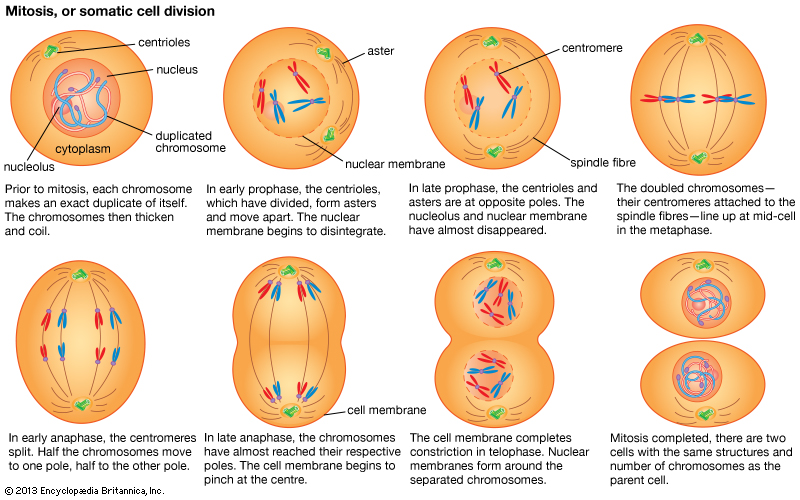 Mitosis, or somatic cell division
centrioles
nucleus
duplicated
chromosome
cytoplasm
nucleolus
Prior to mitosis, each chromosome
makes an exact duplicate of itself.
The chromosomes then thicken
and coil.
aster
nuclear membrane
In early prophase, the centrioles,
which have divided, form asters
and move apart. The nuclear
membrane begins to disintegrate.
centromere
spindle fibre
In late prophase, the centrioles and
asters are at opposite poles. The
nucleolus and nuclear membrane
have almost disappeared.
The doubled chromosomes—
their centromeres attached to the
spindle fibres—line up at mid-cell
in the metaphase.
In early anaphase, the centromeres
split. Half the chromosomes move
to one pole, half to the other pole.
cell membrane
In late anaphase, the chromosomes
have almost reached their respective
poles. The cell membrane begins to
pinch at the centre.
The cell membrane completes
constriction in telophase. Nuclear
membranes form around the
separated chromosomes.
Mitosis completed, there are two
cells with the same structures and
number of chromosomes as the
parent cell.
© 2013 Encyclopædia Britannica, Inc.